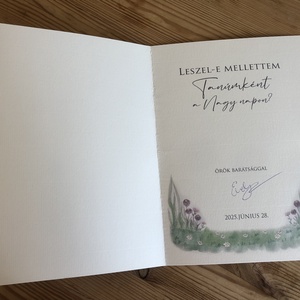 LESZEL-E MELLETTEM
Tanúmként
a Nagy napon?
ÖRÖK BARÁTSÁGGAL
2025.JÚNIUS 28.